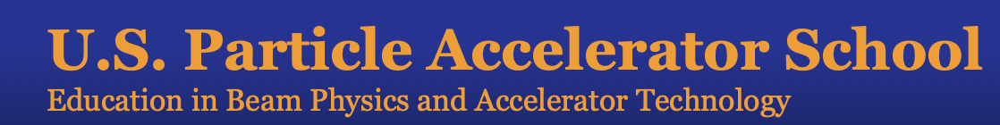 U.S. Particle Accelerator School
Education in Beam Physics and Accelerator Technology